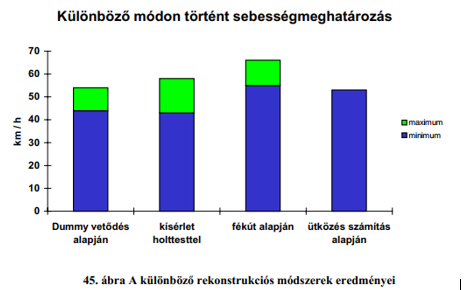 Különböző módon történt sebességmeghatározás
70
60
50
40
30
20
10
0
km / h
Dummy vetődés
alapján
kísérlet
holttesttel
fékút alapján
ütközés számítás
alapján
maximum
minimum
45. ábra A különböző rekonstrukciós módszerek eredményei